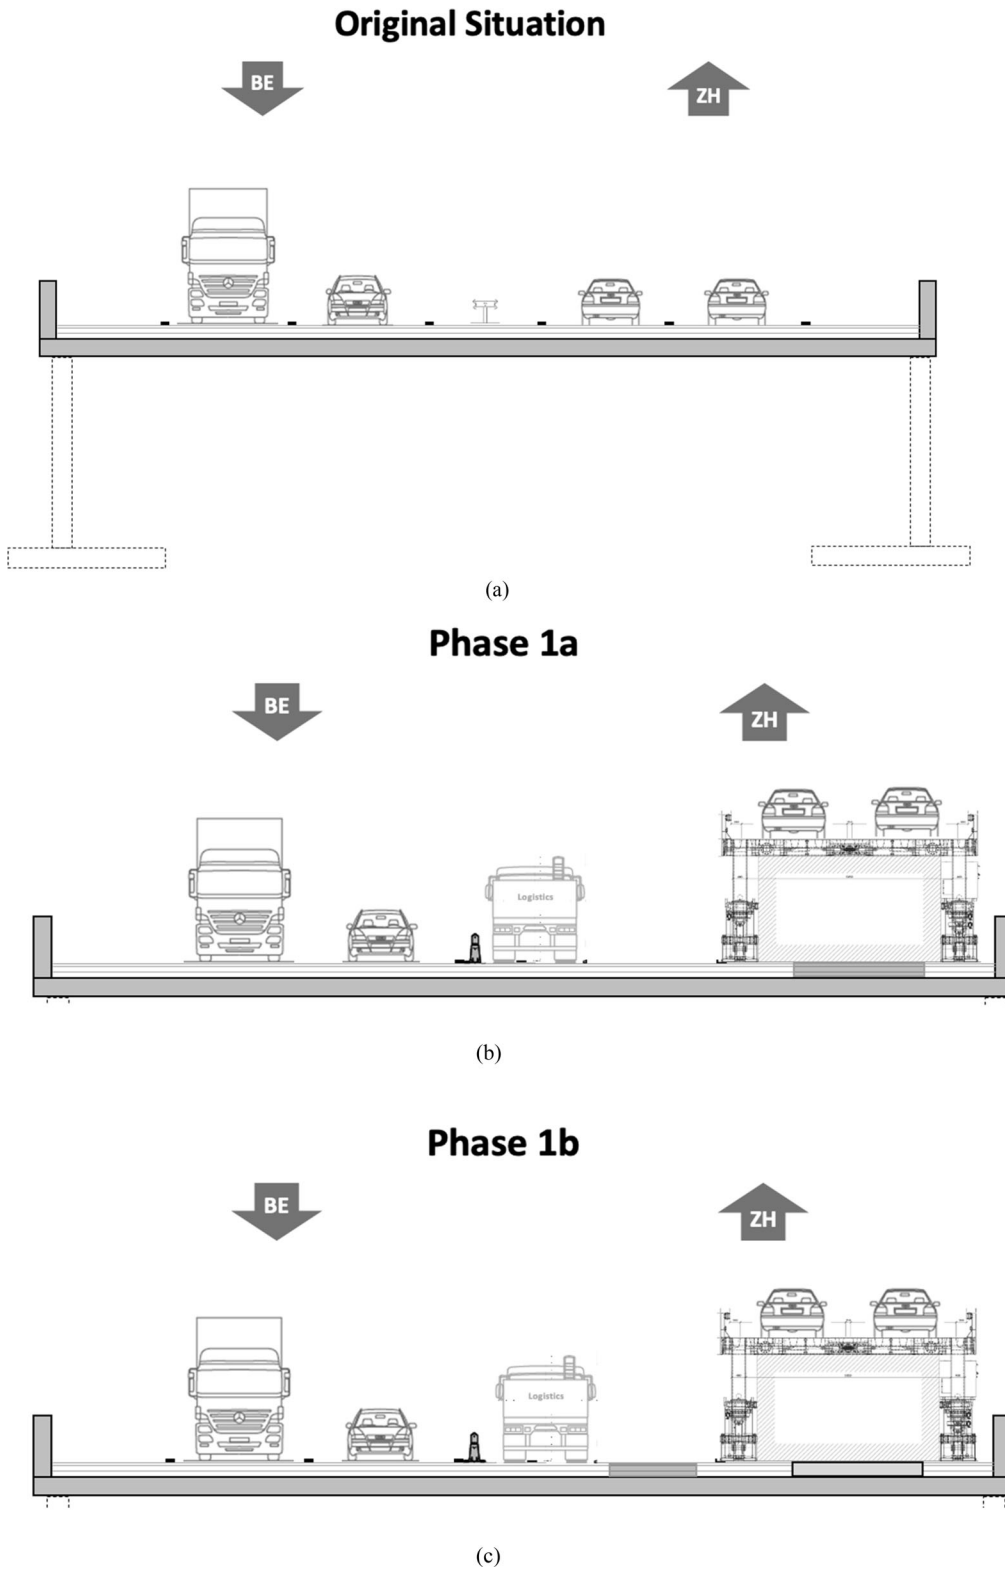 Original Situation
BE
ZH
(a)
Phase 1a
BE
ZH
Logistics
(b)
Phase 1b
BE
ZH
Logistics
(c)